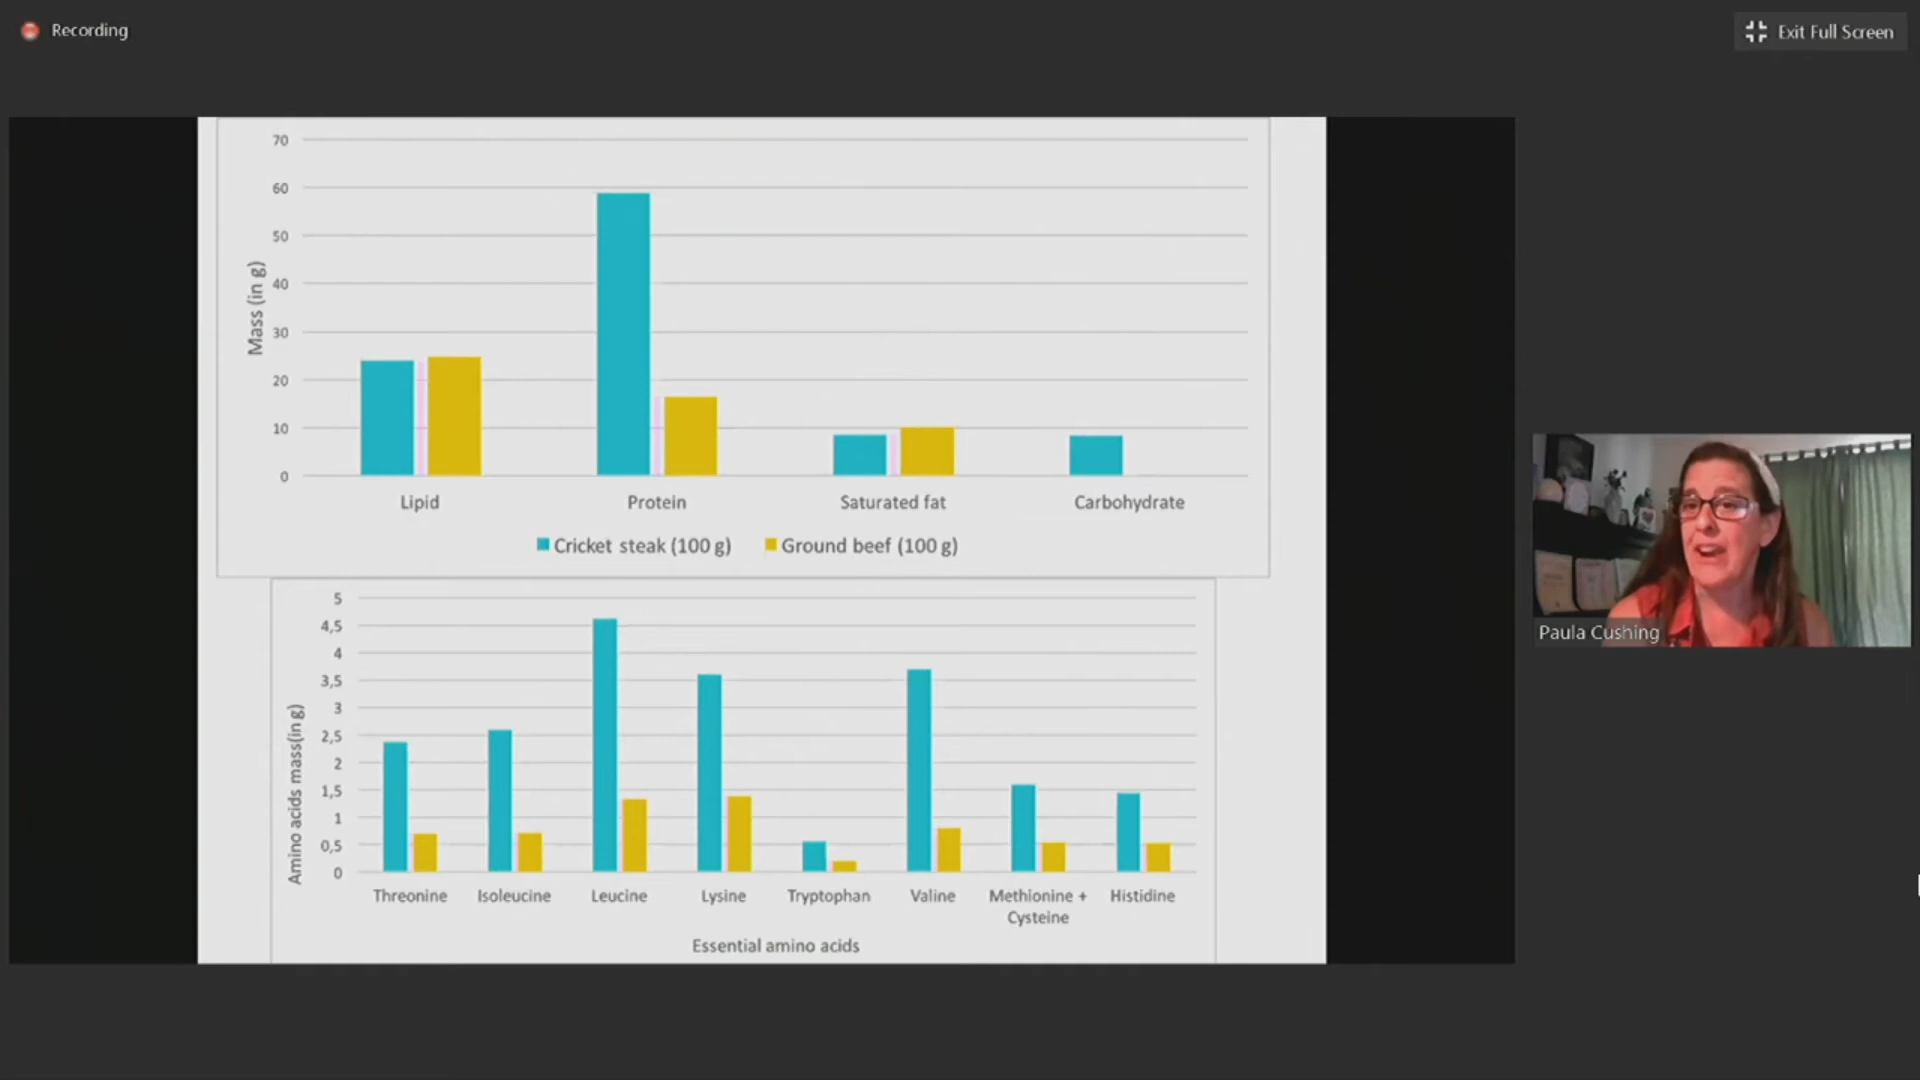 Recording
Exit Full Screen
70
60
50
40
30
20
10
0
Mass (in g)
Lipid
Protein
Saturated fat
Carbohydrate
Cricket steak (100 g)
Ground beef (100 g)
5
4,5
4
3,5
3
2,5
2
1,5
1
0,5
0
Amino acids mass(in g)
Threonine
Isoleucine
Leucine
Lysine
Tryptophan
Valine
Methionine +
Cysteine
Histidine
Essential amino acids
Paula Cushing